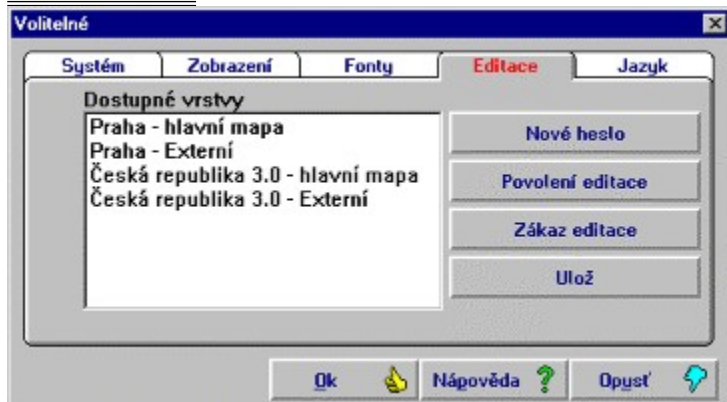 Volitelné
Systém Zobrazení Fonty Editace Jazyk
Dostupné vrstvy
Praha - hlavní mapa
Praha - Externí
Česká republika 3.0 - hlavní mapa
Česká republika 3.0 - Externí
Nové heslo
Povolení editace
Zákaz editace
Ulož
Ok Nápověda Opusť